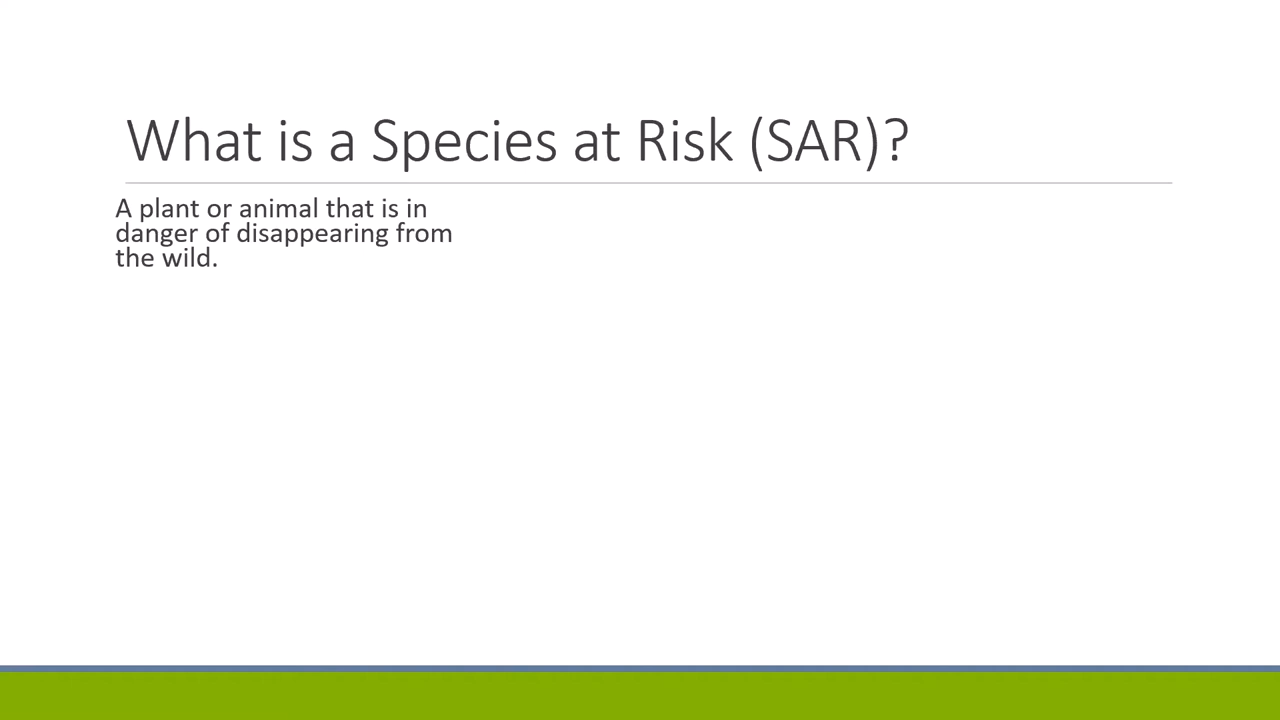 What is a Species at Risk (SAR)?
A plant or animal that is in
danger of disappearing from
the wild.